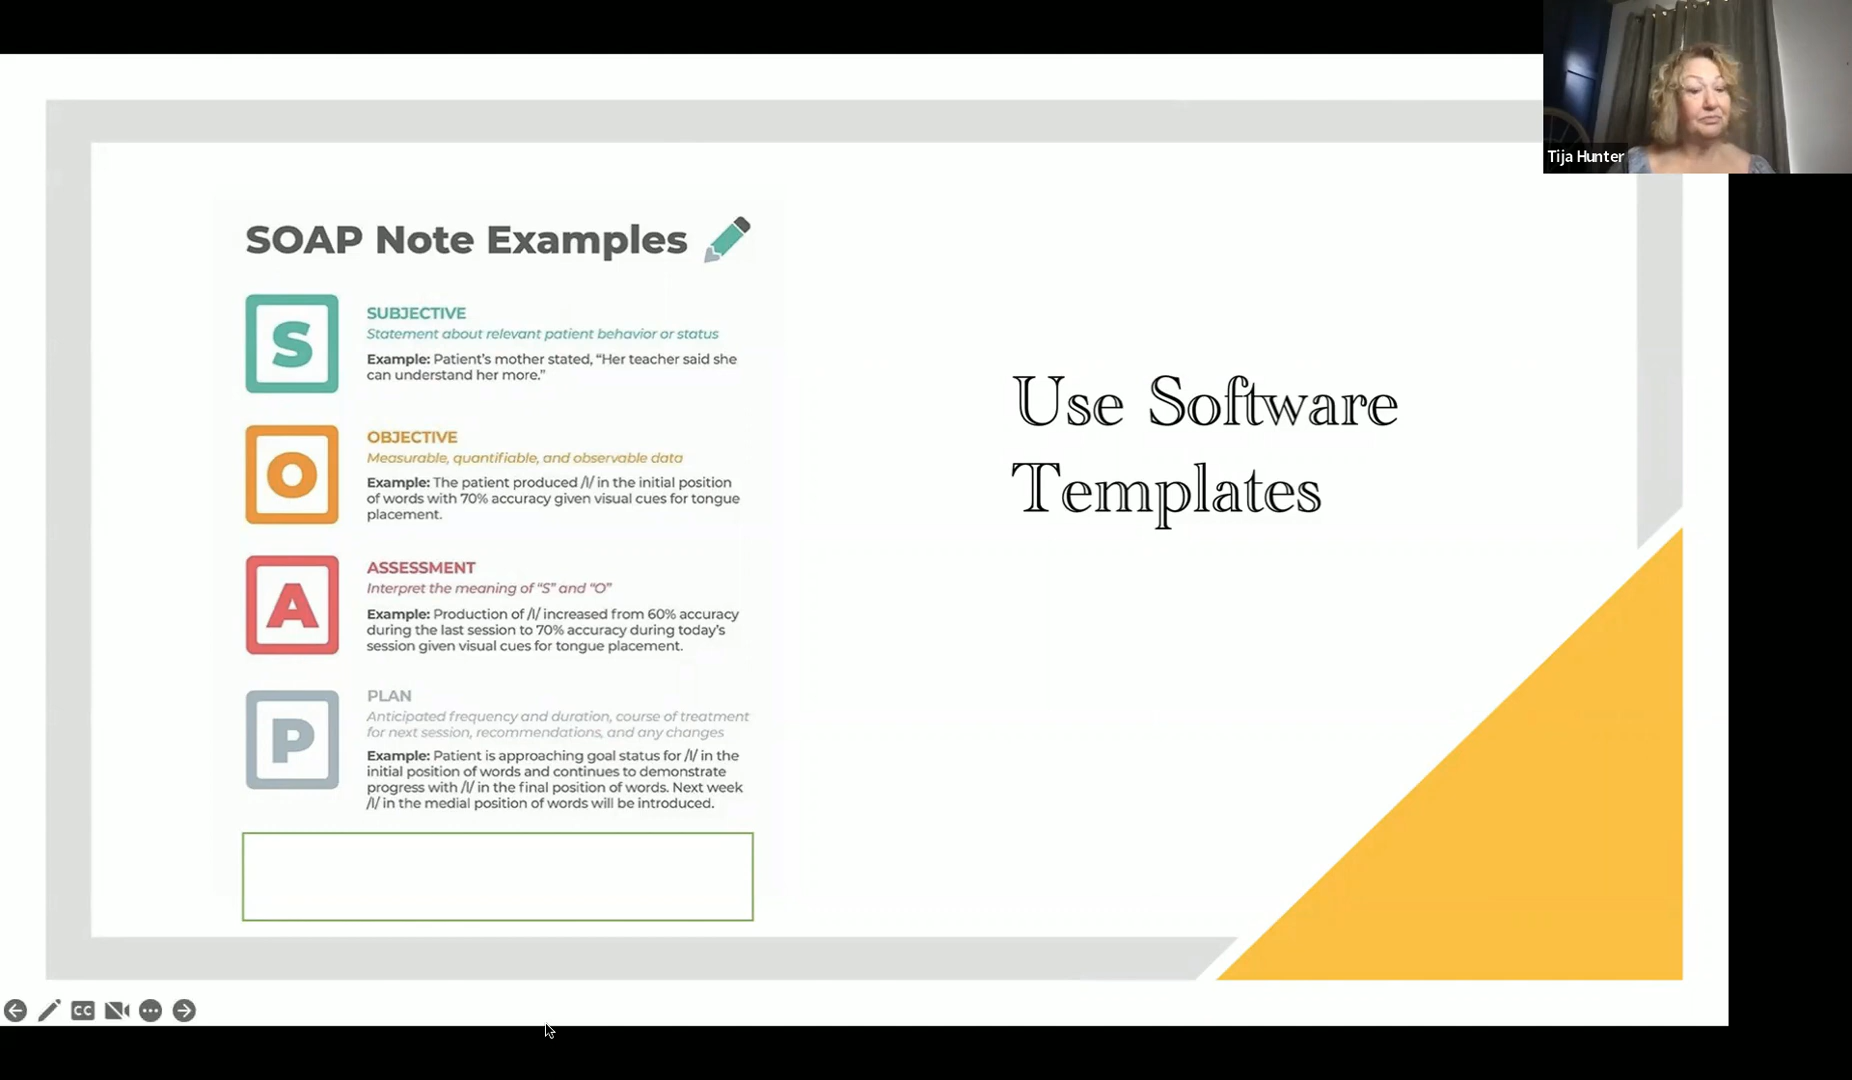 Tija Hunter
SOAP Note Examples
S
SUBJECTIVE
Statement about relevant patient behavior or status
Example: Patient's mother stated, “Her teacher said she
can understand her more.”
O
OBJECTIVE
Measurable, quantifiable, and observable data
Example: The patient produced /l/ in the initial position
of words with 70% accuracy given visual cues for tongue
placement.
A
ASSESSMENT
Interpret the meaning of “S” and “O”
Example: Production of /l/ increased from 60% accuracy
during the last session to 70% accuracy during today's
session given visual cues for tongue placement.
P
PLAN
Anticipated frequency and duration, course of treatment
for next session, recommendations, and any changes
Example: Patient is approaching goal status for /l/ in the
initial position of words and continues to demonstrate
progress with /l/ in the final position of words. Next week
/l/ in the medial position of words will be introduced.
Use Software
Templates
CC